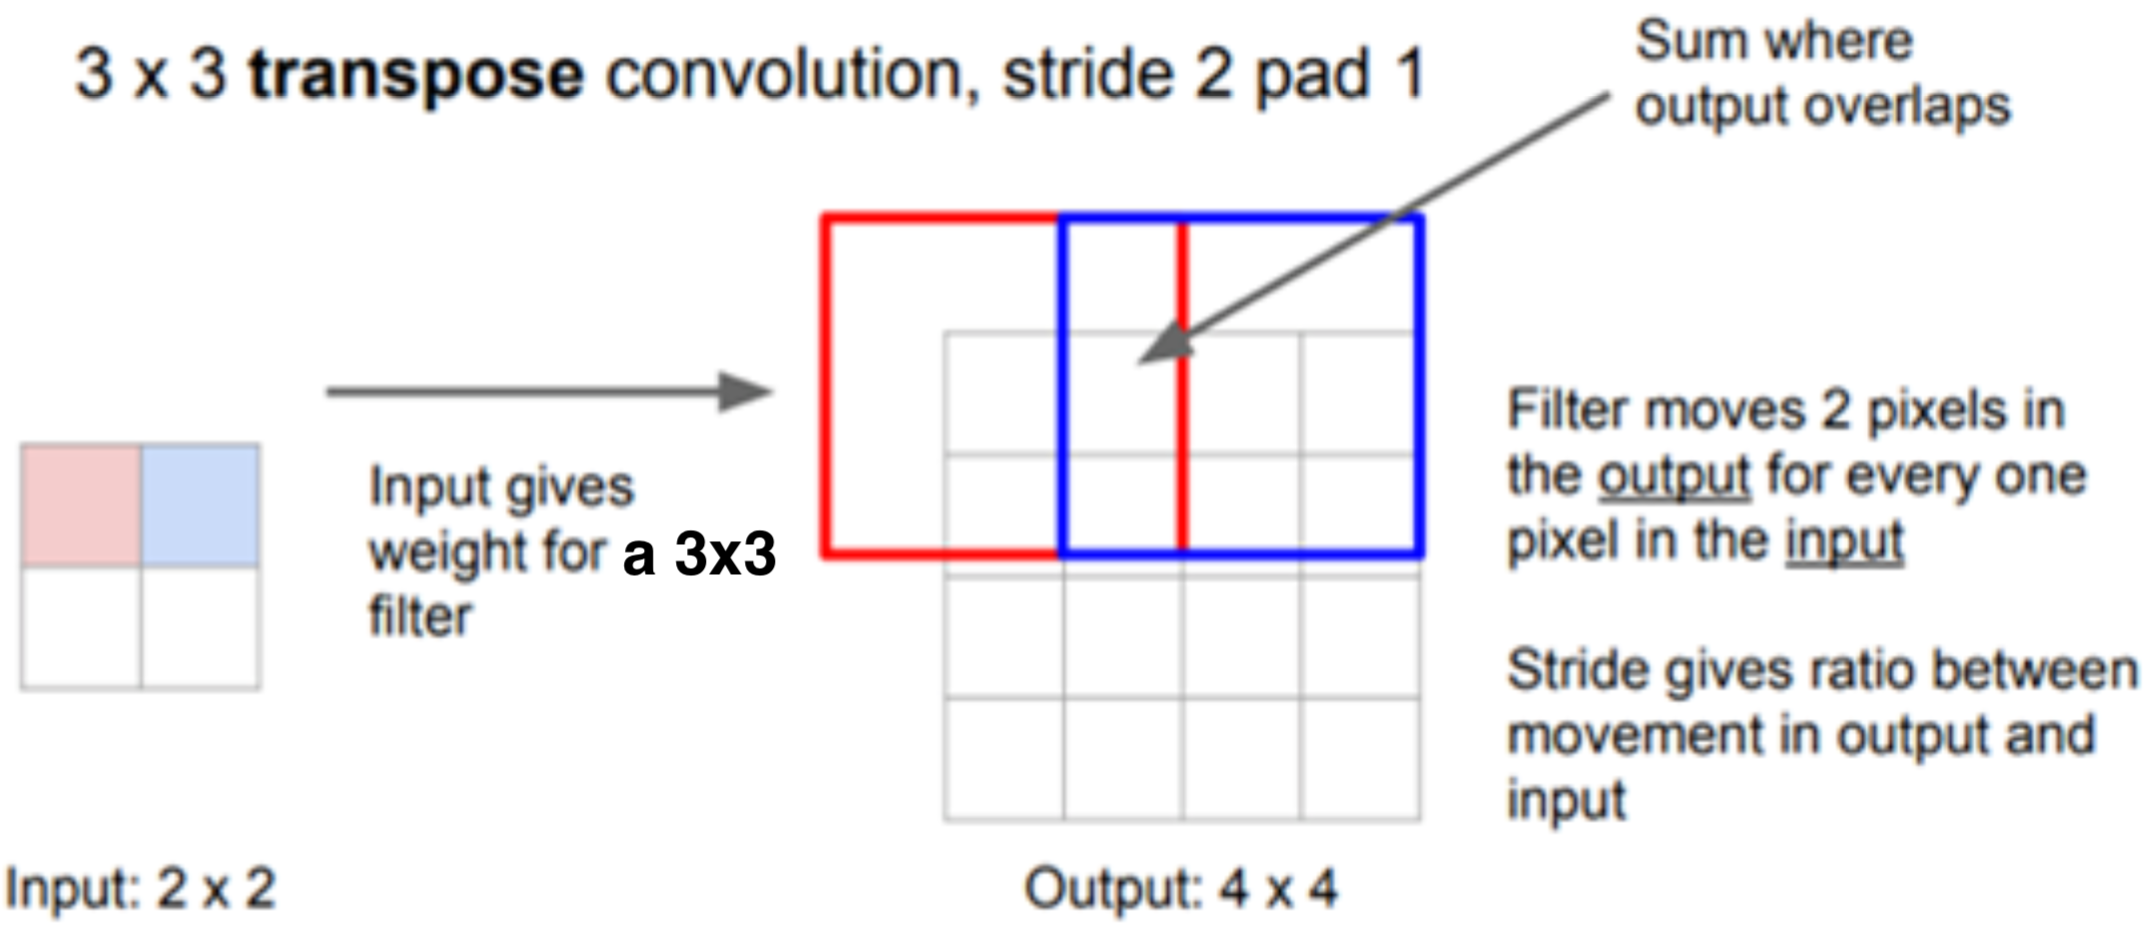 3 x 3 transpose convolution, stride 2 pad 1
Sum where
output overlaps
Input gives
weight for a 3x3
filter
Filter moves 2 pixels in
the output for every one
pixel in the input
Stride gives ratio between
movement in output and
input
Input: 2 x 2
Output: 4 x 4